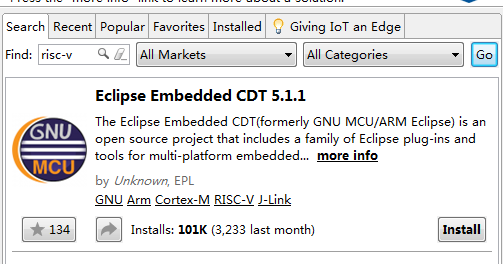 Press the "more info" link to learn more about a solution.
Search Recent Popular Favorites Installed Giving IoT an Edge
Find: risc-v All Markets All Categories Go
Eclipse Embedded CDT 5.1.1
The Eclipse Embedded CDT(formerly GNU MCU/ARM Eclipse) is an
open source project that includes a family of Eclipse plug-ins and
tools for multi-platform embedded... more info
GNU
MCU
by Unknown, EPL
GNU Arm Cortex-M RISC-V J-Link
134 Installs: 101K (3,233 last month) Install